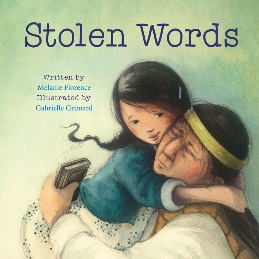 Stolen Words
Written by
Melanie Florence
Illustrated by
Gabrielle Grimard